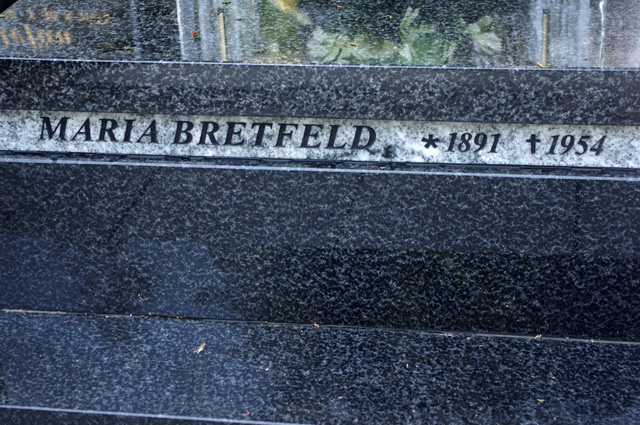 MARIA BRETFELD * 1891 ✝ 1954